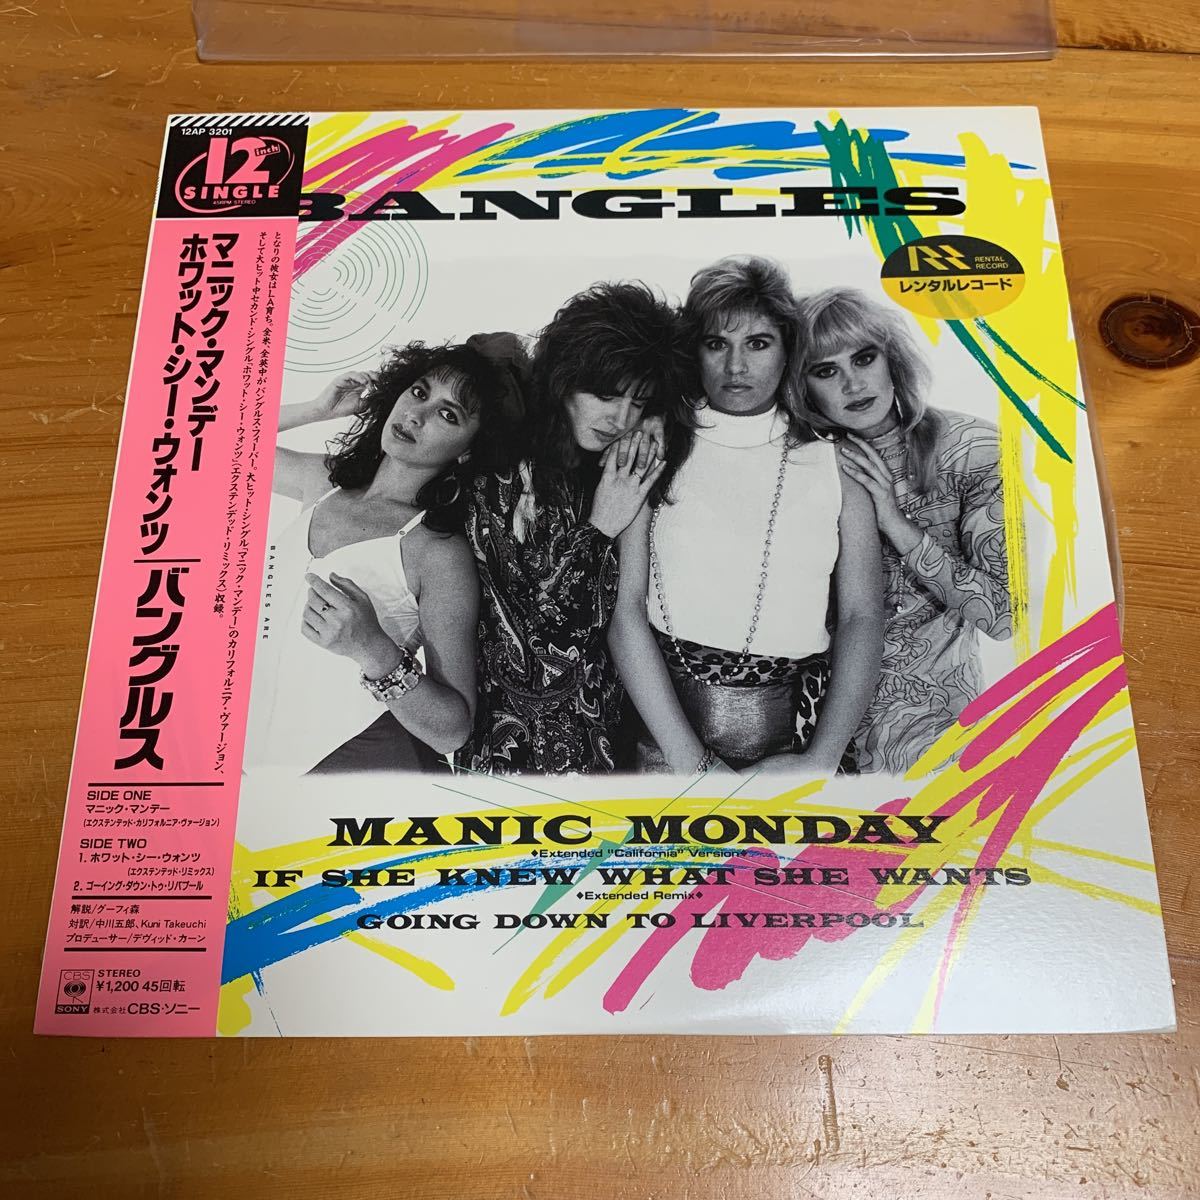 12AP 3201
12 inch
SINGLE
45RPM STEREO
マニック・マンデー
ホワット・シー・ウォンツ
バングルス
となりの彼女はLA育ち。全米、全英中がバングルス・フィーバー。大ヒット・シングル「マニック・マンデー」のカリフォルニア・ヴァージョン、
そして大ヒット中セカンド・シングル「ホワット・シー・ウォンツ」(エクステンデッド・リミックス)収録。
SIDE ONE
マニック・マンデー
(エクステンデッド・カリフォルニア・ヴァージョン)
SIDE TWO
1. ホワット・シー・ウォンツ
(エクステンデッド・リミックス)
2. ゴーイング・ダウン・トゥ・リバプール
解説/グーフィ森
対訳/中川五郎、Kuni Takeuchi
プロデューサー/デヴィッド・カーン
CBS
SONY
STEREO
¥1,200 45回転
株式会社CBS・ソニー
BANGLES
RENTAL
RECORD
レンタルレコード
BANGLES ARE
MANIC MONDAY
◆Extended "California" Version◆
IF SHE KNEW WHAT SHE WANTS
◆Extended Remix◆
GOING DOWN TO LIVERPOOL